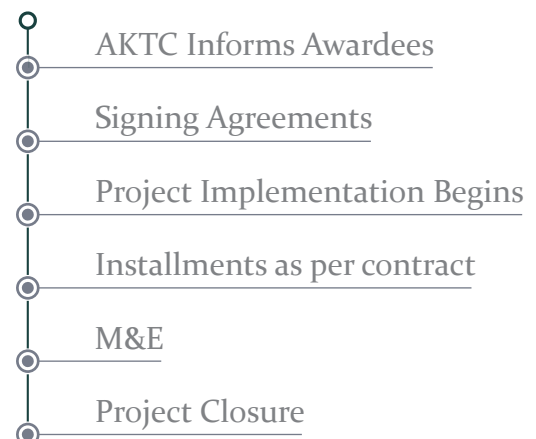 AKTC Informs Awardees
Signing Agreements
Project Implementation Begins
Installments as per contract
M&E
Project Closure